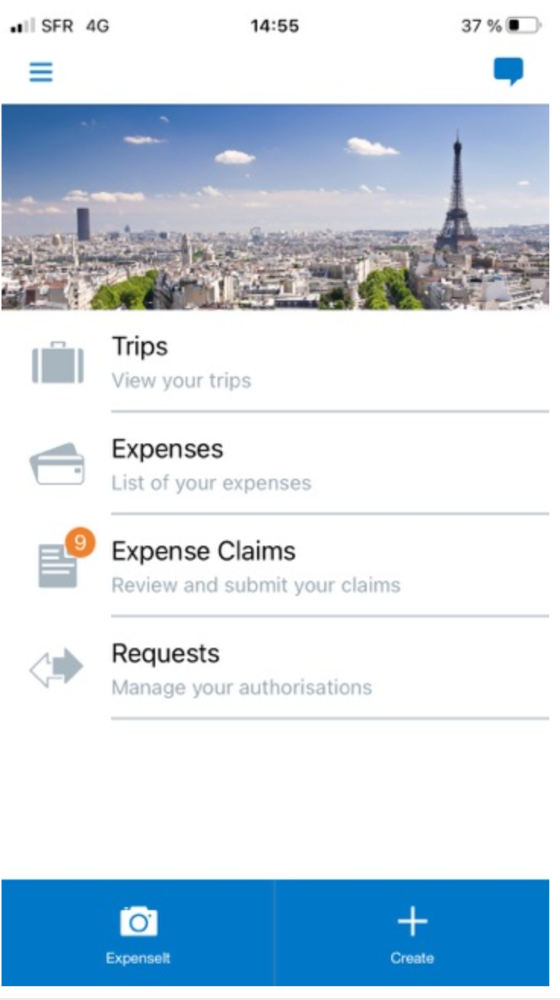 SFR 4G 14:55 37 %
Trips
View your trips
Expenses
List of your expenses
9
Expense Claims
Review and submit your claims
Requests
Manage your authorisations
ExpenseIt Create